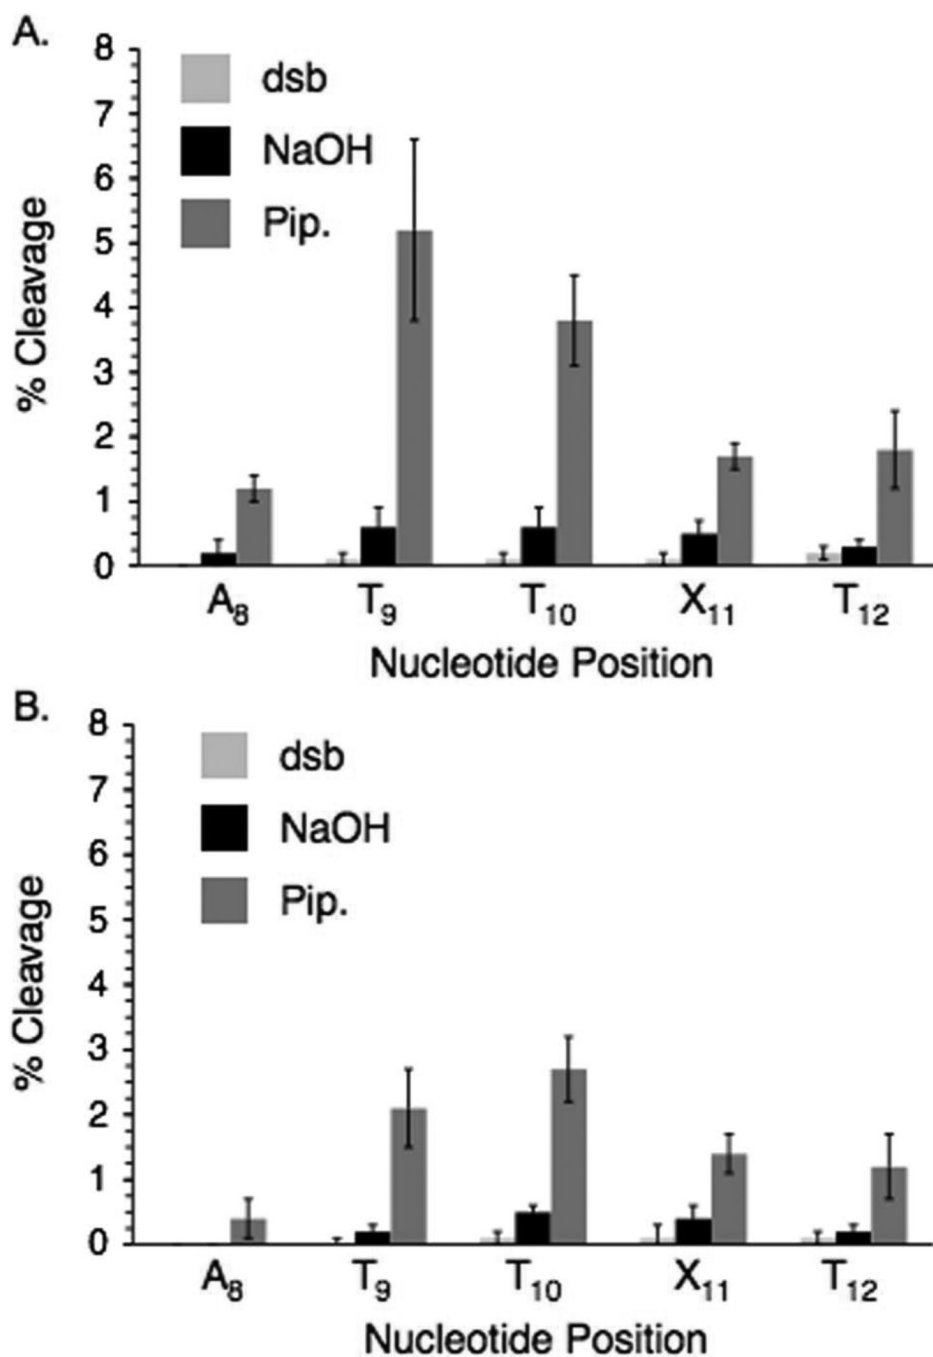 A.
8
7
6
5
4
3
2
1
0
% Cleavage
dsb
NaOH
Pip.
A₈ T₉ T₁₀ X₁₁ T₁₂
Nucleotide Position
B.
8
7
6
5
4
3
2
1
0
% Cleavage
dsb
NaOH
Pip.
A₈ T₉ T₁₀ X₁₁ T₁₂
Nucleotide Position